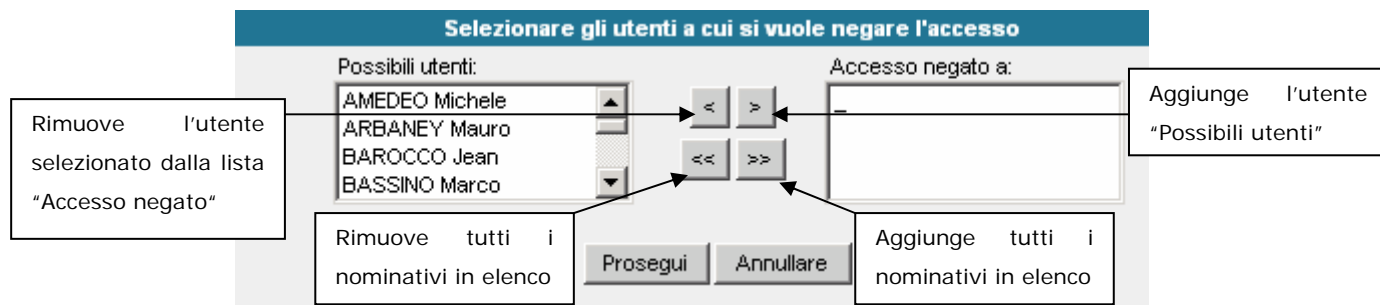 Selezionare gli utenti a cui si vuole negare l'accesso
Possibili utenti:
Accesso negato a:
AMEDEO Michele
ARBANEY Mauro
BAROCCO Jean
BASSINO Marco
_
<
>
<<
>>
Rimuove l'utente
selezionato dalla lista
"Accesso negato"
Aggiunge l'utente
"Possibili utenti"
Rimuove tutti i
nominativi in elenco
Aggiunge tutti i
nominativi in elenco
Prosegui
Annullare